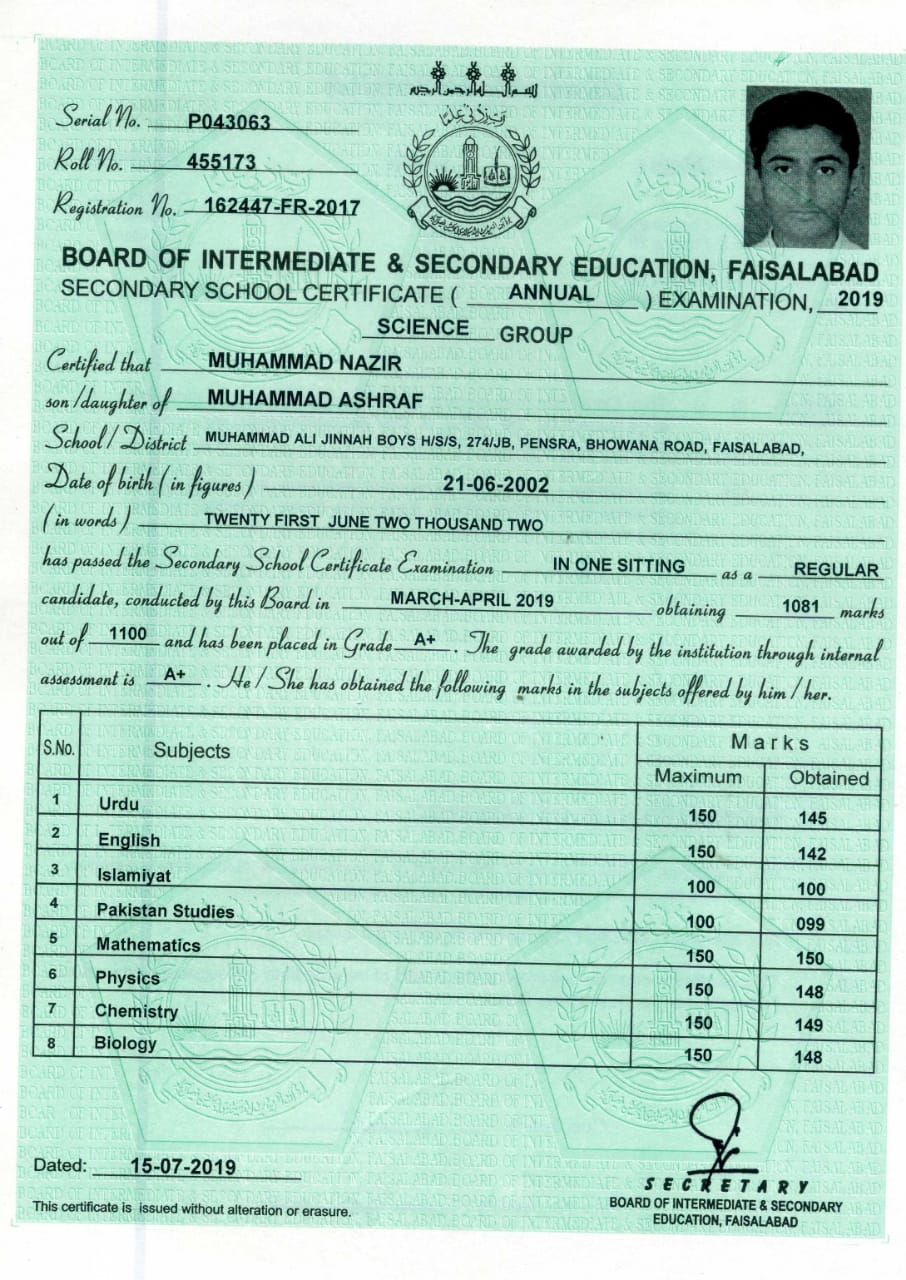 بسم الله الرحمن الرحيم
رب زدنی علما
Serial No. P043063
Roll No. 455173
Registration No. 162447-FR-2017
BOARD OF INTERMEDIATE & SECONDARY EDUCATION, FAISALABAD
SECONDARY SCHOOL CERTIFICATE ( ANNUAL ) EXAMINATION, 2019
SCIENCE GROUP
Certified that MUHAMMAD NAZIR
son/daughter of MUHAMMAD ASHRAF
School / District MUHAMMAD ALI JINNAH BOYS H/S/S, 274/JB, PENSRA, BHOWANA ROAD, FAISALABAD,
Date of birth ( in figures ) 21-06-2002
( in words ) TWENTY FIRST JUNE TWO THOUSAND TWO
has passed the Secondary School Certificate Examination IN ONE SITTING as a REGULAR
candidate, conducted by this Board in MARCH-APRIL 2019 obtaining 1081 marks
out of 1100 and has been placed in Grade A+ . The grade awarded by the institution through internal
assessment is A+ . He / She has obtained the following marks in the subjects offered by him / her.
S.No. Subjects Marks
Maximum Obtained
1 Urdu 150 145
2 English 150 142
3 Islamiyat 100 100
4 Pakistan Studies 100 099
5 Mathematics 150 150
6 Physics 150 148
7 Chemistry 150 149
8 Biology 150 148
Dated: 15-07-2019
SECRETARY
This certificate is issued without alteration or erasure.
BOARD OF INTERMEDIATE & SECONDARY
EDUCATION, FAISALABAD